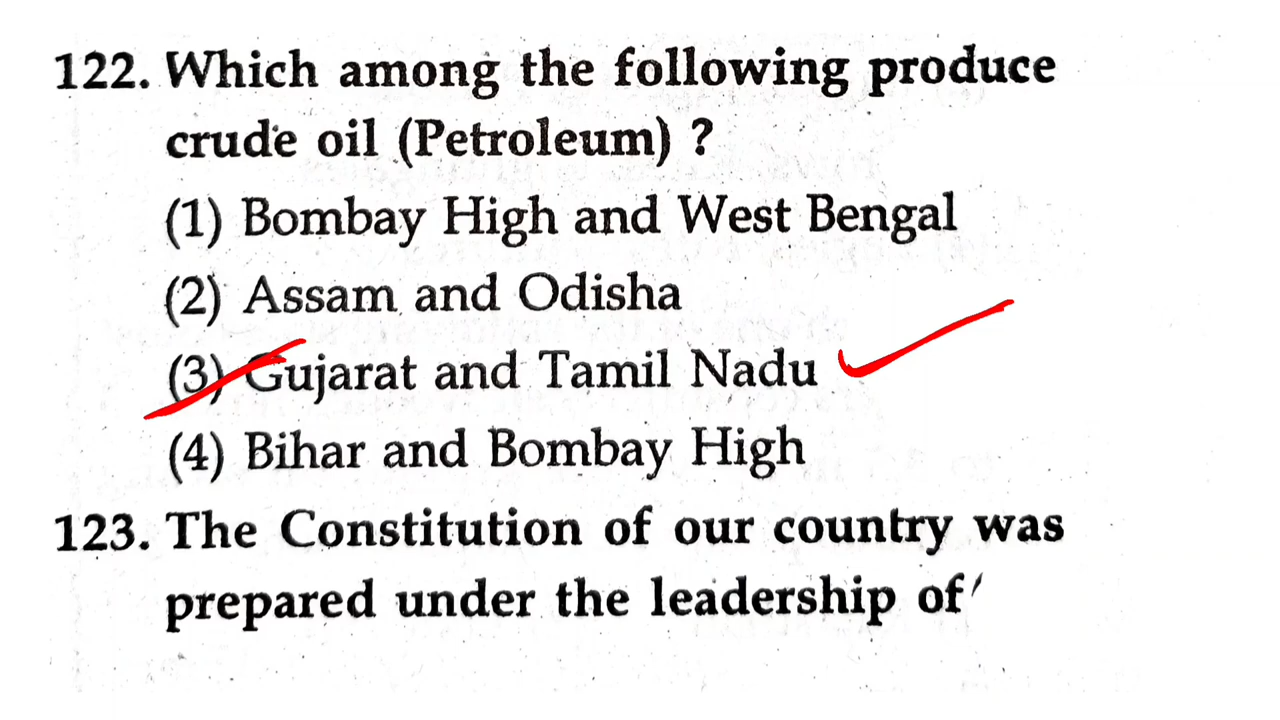 122. Which among the following produce
crude oil (Petroleum) ?
(1) Bombay High and West Bengal
(2) Assam and Odisha
(3) Gujarat and Tamil Nadu
(4) Bihar and Bombay High
123. The Constitution of our country was
prepared under the leadership of